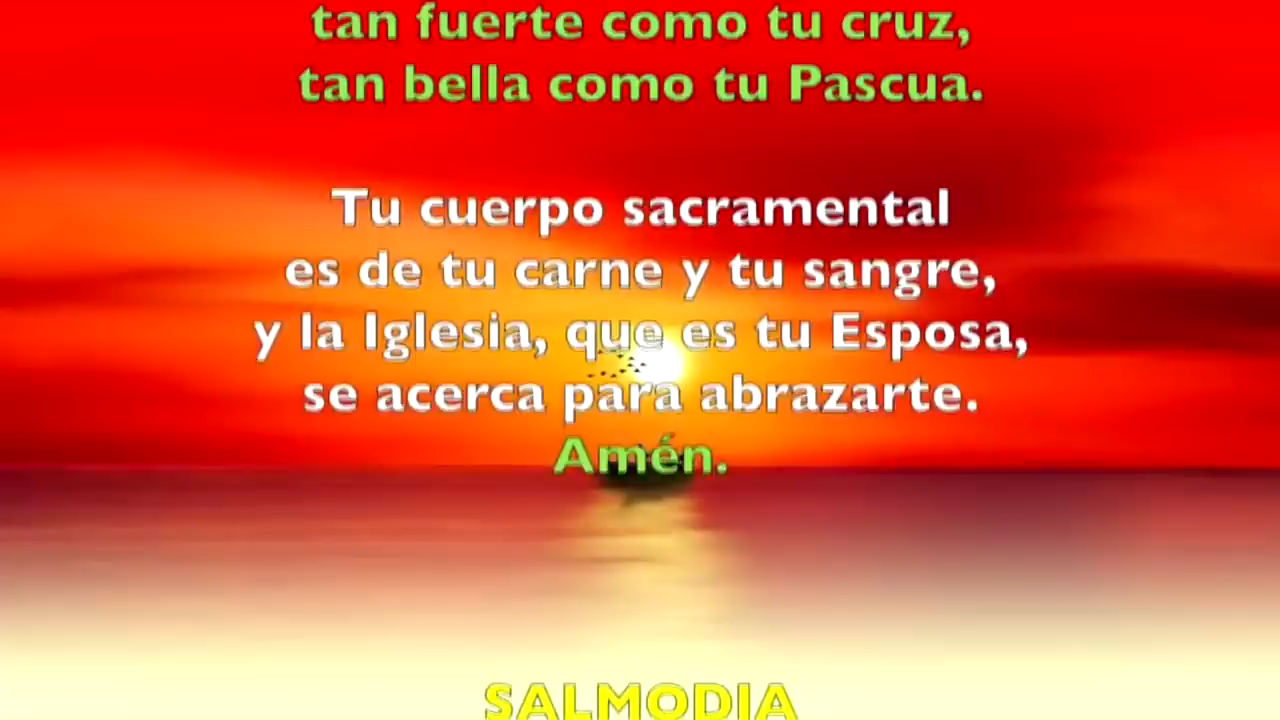 tan fuerte como tu cruz,
tan bella como tu Pascua.
Tu cuerpo sacramental
es de tu carne y tu sangre,
y la Iglesia, que es tu Esposa,
se acerca para abrazarte.
Amén.
SALMODIA